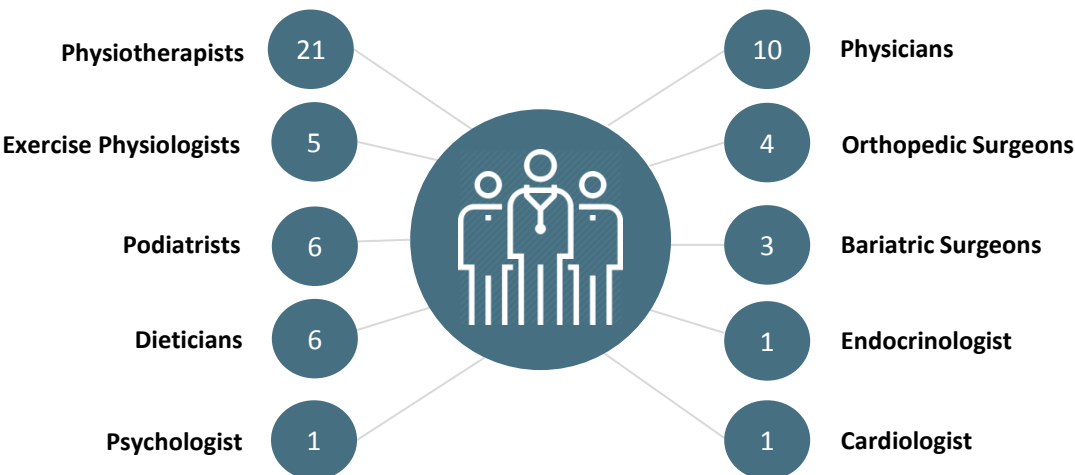 Physiotherapists
21
Exercise Physiologists
5
Podiatrists
6
Dieticians
6
Psychologist
1
10
Physicians
4
Orthopedic Surgeons
3
Bariatric Surgeons
1
Endocrinologist
1
Cardiologist